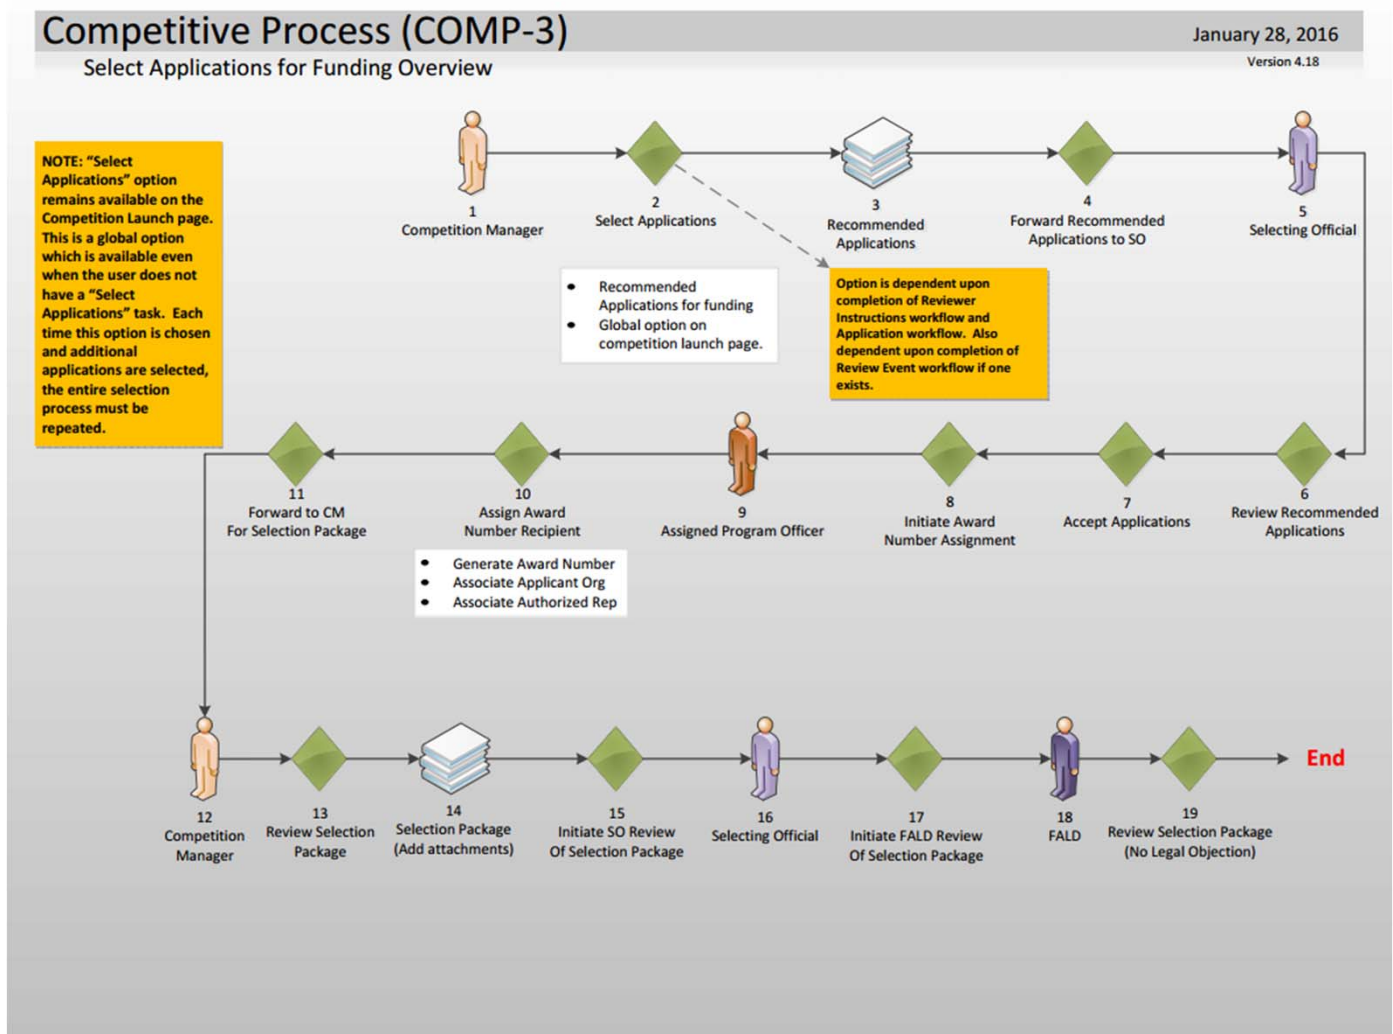 Competitive Process (COMP-3)
January 28, 2016
Select Applications for Funding Overview
Version 4.18
NOTE: “Select
Applications” option
remains available on the
Competition Launch page.
This is a global option
which is available even
when the user does not
have a “Select
Applications” task.  Each
time this option is chosen
and additional
applications are selected,
the entire selection
process must be
repeated.
1
Competition Manager
2
Select Applications
3
Recommended
Applications
4
Forward Recommended
Applications to SO
5
Selecting Official
• Recommended
Applications for funding
• Global option on
competition launch page.
Option is dependent upon
completion of Reviewer
Instructions workflow and
Application workflow.  Also
dependent upon completion of
Review Event workflow if one
exists.
6
Review Recommended
Applications
7
Accept Applications
8
Initiate Award
Number Assignment
9
Assigned Program Officer
10
Assign Award
Number Recipient
• Generate Award Number
• Associate Applicant Org
• Associate Authorized Rep
11
Forward to CM
For Selection Package
12
Competition
Manager
13
Review Selection
Package
14
Selection Package
(Add attachments)
15
Initiate SO Review
Of Selection Package
16
Selecting Official
17
Initiate FALD Review
Of Selection Package
18
FALD
19
Review Selection Package
(No Legal Objection)
End